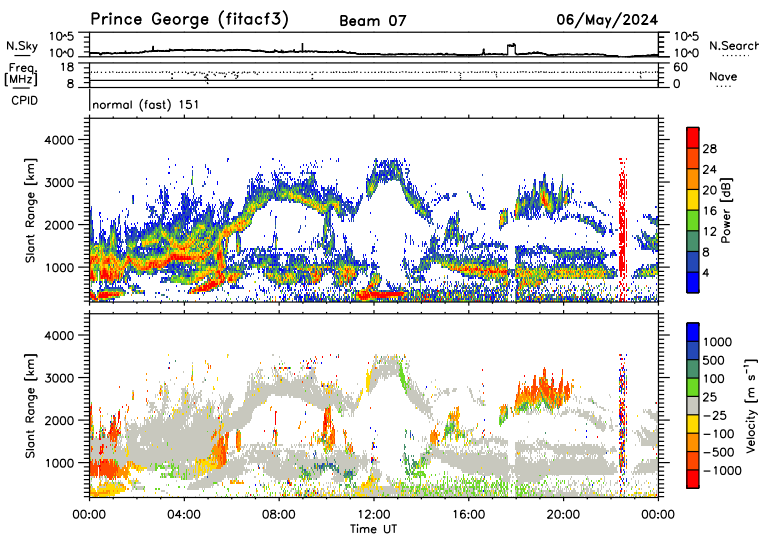 Prince George (fitacf3) Beam 07 06/May/2024
N.Sky 10^5 10^0 10^5 10^0 N.Search
Freq. [MHz] 18 8 60 0 Nave
CPID normal (fast) 151
Slant Range [km] 4000 3000 2000 1000
Power [dB] 28 24 20 16 12 8 4
Slant Range [km] 4000 3000 2000 1000
Velocity [m s⁻¹] 1000 500 100 25 −25 −100 −500 −1000
00:00 04:00 08:00 12:00 16:00 20:00 00:00
Time UT